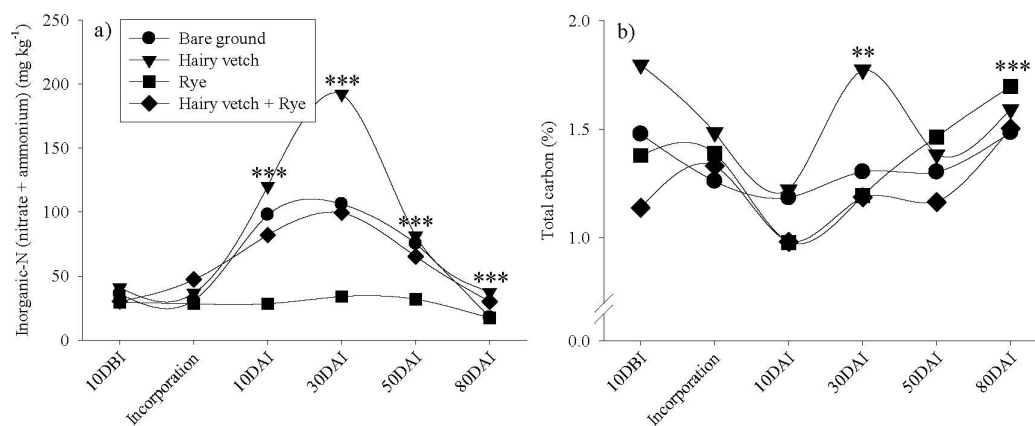 a)
Inorganic-N (nitrate + ammonium) (mg kg-1)
250
200
150
100
50
0
Bare ground
Hairy vetch
Rye
Hairy vetch + Rye
***
***
***
***
10DBI
Incorporation
10DAI
30DAI
50DAI
80DAI
b)
Total carbon (%)
2.0
1.5
1.0
0.0
**
***
10DBI
Incorporation
10DAI
30DAI
50DAI
80DAI